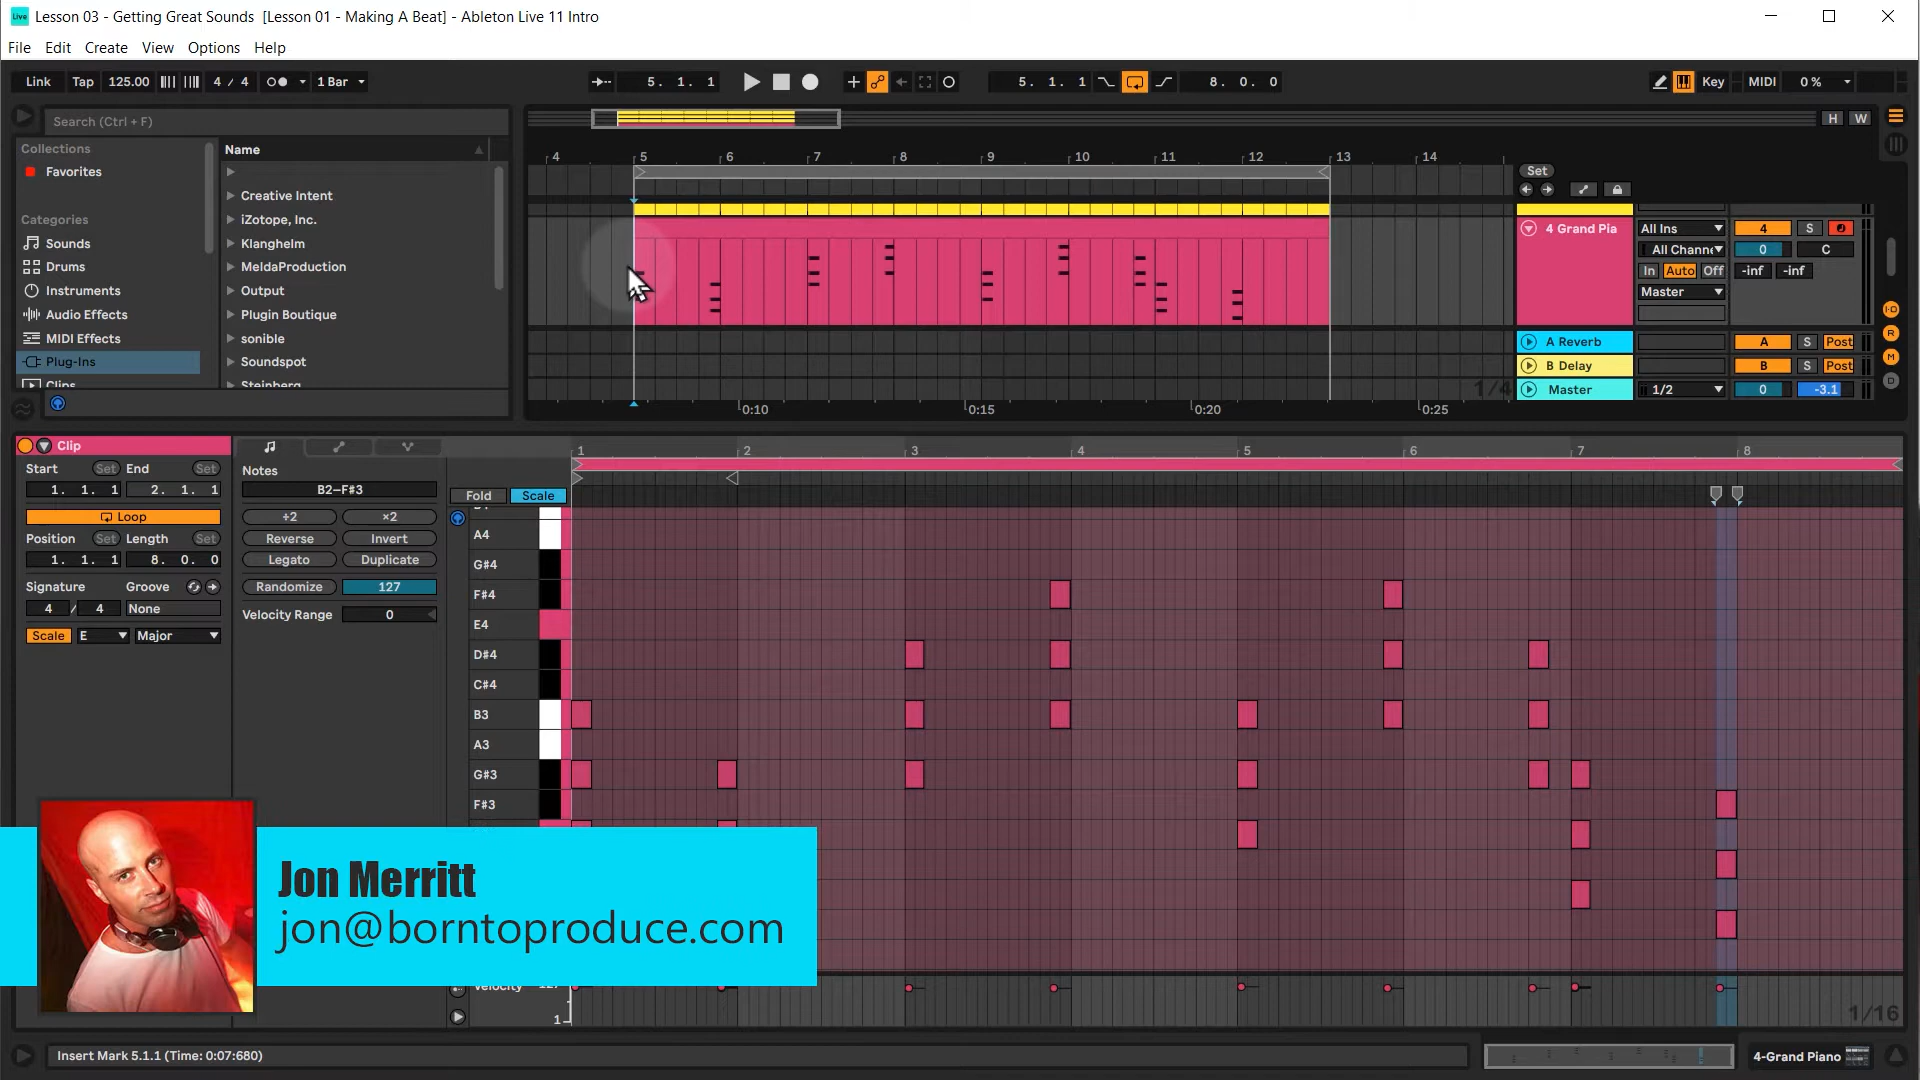 Live Lesson 03 - Getting Great Sounds [Lesson 01 - Making A Beat] - Ableton Live 11 Intro
File Edit Create View Options Help
Link Tap 125.00 4 / 4 1 Bar 5. 1. 1 5. 1. 1 8. 0. 0 Key MIDI 0 %
Search (Ctrl + F)
H W
Collections
Favorites
Categories
Sounds
Drums
Instruments
Audio Effects
MIDI Effects
Plug-Ins
Clips
Name
Creative Intent
iZotope, Inc.
Klanghelm
MeldaProduction
Output
Plugin Boutique
sonible
Soundspot
Steinberg
4 5 6 7 8 9 10 11 12 13 14
Set
4 Grand Pia All Ins 4 S
All Channe 0 C
In Auto Off -inf -inf
Master
A Reverb A S Post
B Delay B S Post
1/4
Master 1/2 0 -3.1
0:10 0:15 0:20 0:25
I·O
R
M
D
Clip
Start Set End Set
1. 1. 1 2. 1. 1
Loop
Position Set Length Set
1. 1. 1 8. 0. 0
Signature Groove
4 / 4 None
Scale E Major
Notes
B2–F#3
÷2 ×2
Reverse Invert
Legato Duplicate
Randomize 127
Velocity Range 0
1 2 3 4 5 6 7 8
Fold Scale
A4
G#4
F#4
E4
D#4
C#4
B3
A3
G#3
F#3
Jon Merritt
jon@borntoproduce.com
Velocity 127
1
1/16
Insert Mark 5.1.1 (Time: 0:07:680)
4-Grand Piano